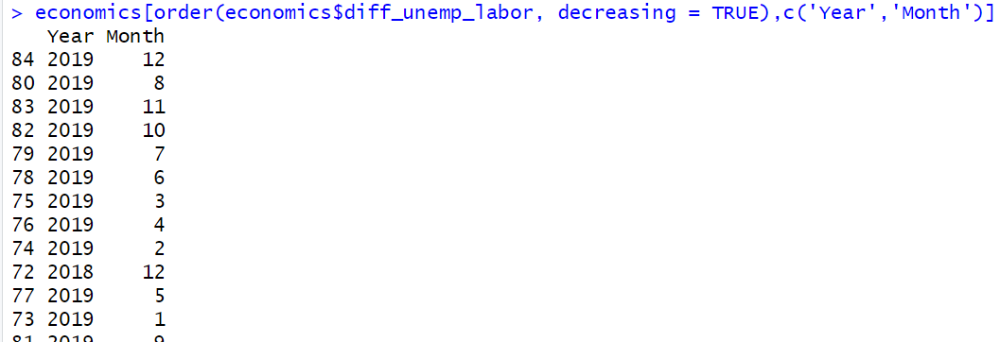 > economics[order(economics$diff_unemp_labor, decreasing = TRUE),c('Year','Month')]
Year Month
84 2019 12
80 2019 8
83 2019 11
82 2019 10
79 2019 7
78 2019 6
75 2019 3
76 2019 4
74 2019 2
72 2018 12
77 2019 5
73 2019 1
81 2019 9